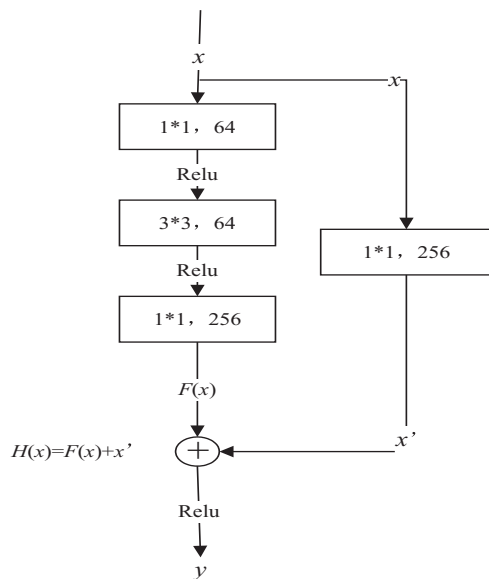 x
x
1*1，64
Relu
3*3，64
1*1，256
Relu
1*1，256
F(x)
x’
H(x)=F(x)+x’
+
Relu
y